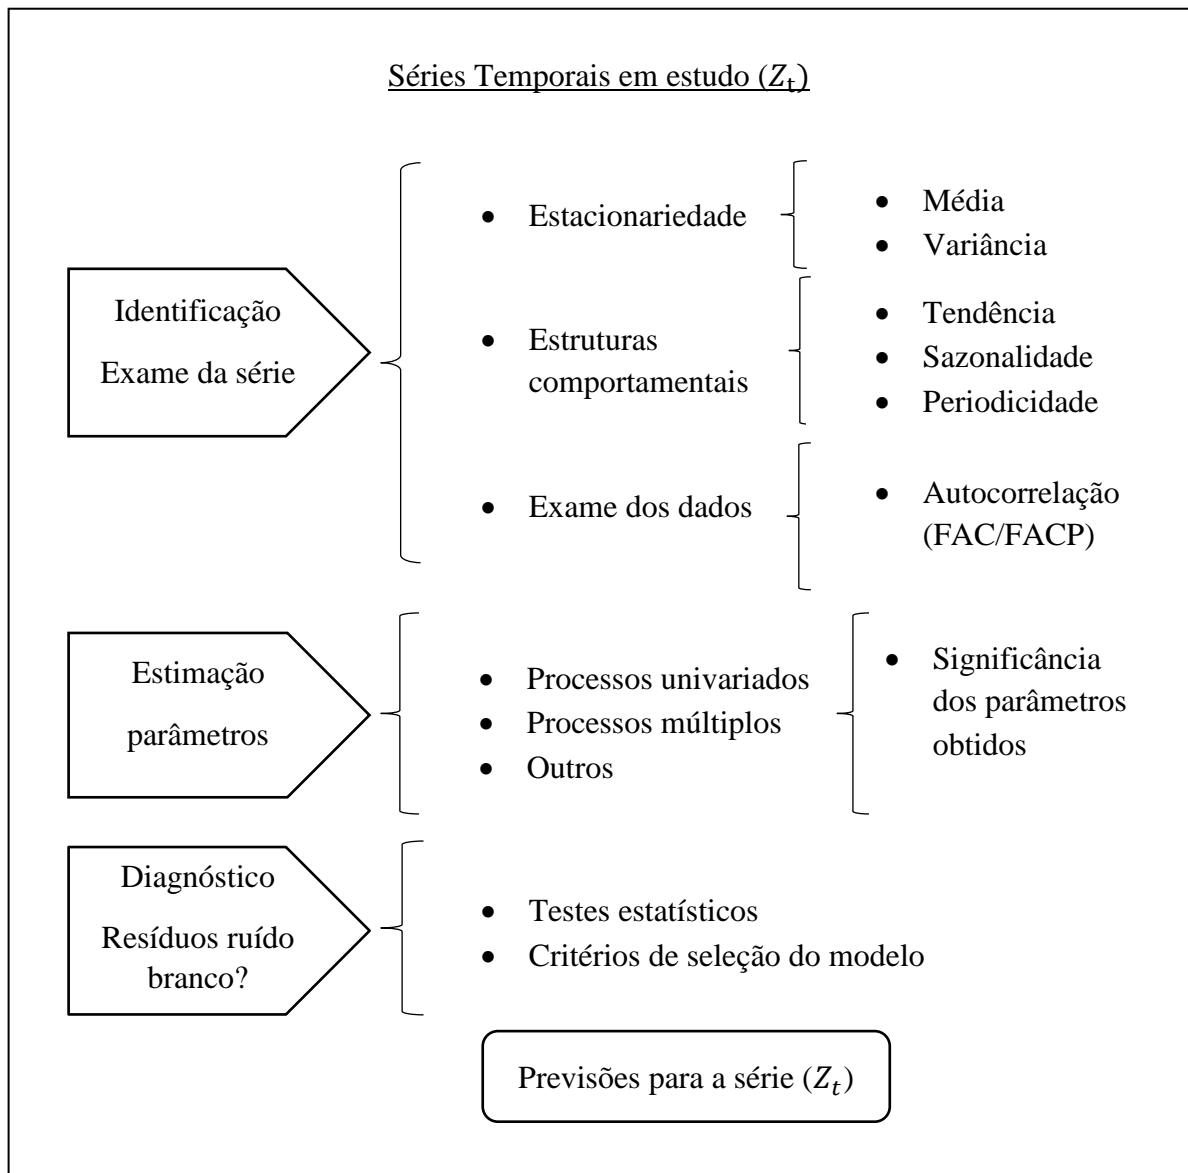 Séries Temporais em estudo (Zt)
Identificação
Exame da série
• Estacionariedade
• Média
• Variância
• Estruturas
comportamentais
• Tendência
• Sazonalidade
• Periodicidade
• Exame dos dados
• Autocorrelação
(FAC/FACP)
Estimação
parâmetros
• Processos univariados
• Processos múltiplos
• Outros
• Significância
dos parâmetros
obtidos
Diagnóstico
Resíduos ruído
branco?
• Testes estatísticos
• Critérios de seleção do modelo
Previsões para a série (Zt)